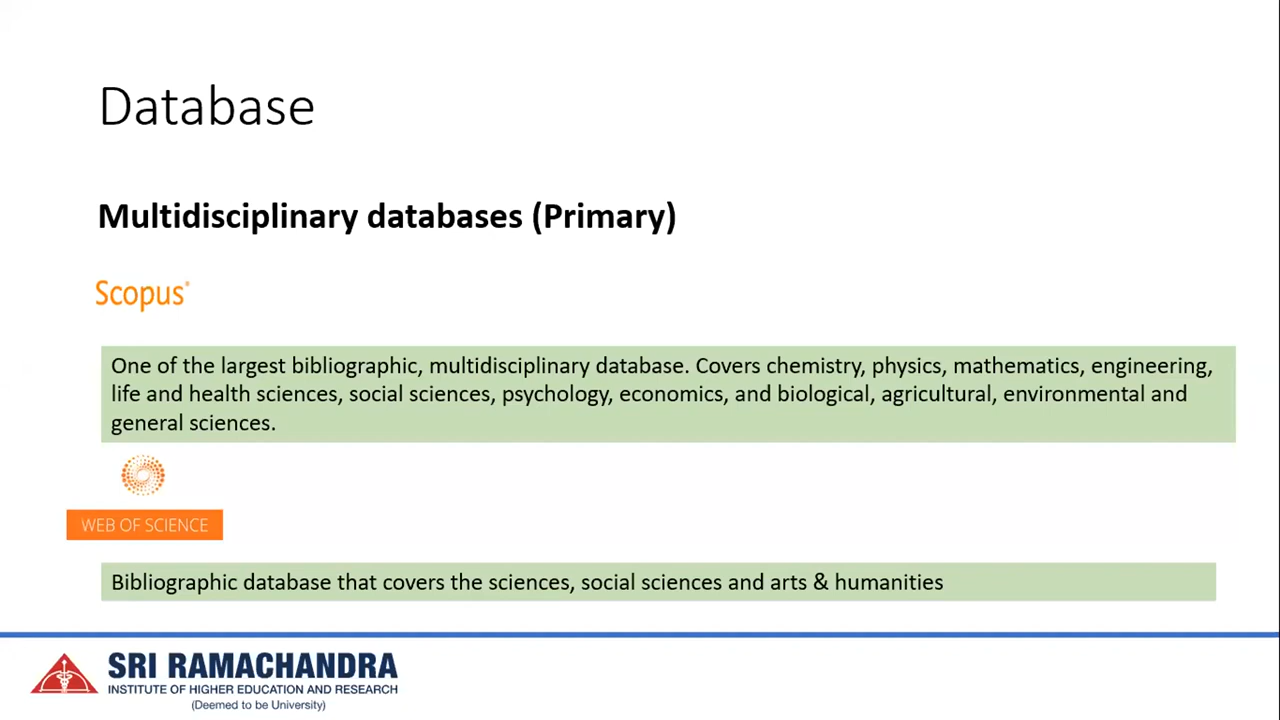 Database
Multidisciplinary databases (Primary)
Scopus®
One of the largest bibliographic, multidisciplinary database. Covers chemistry, physics, mathematics, engineering,
life and health sciences, social sciences, psychology, economics, and biological, agricultural, environmental and
general sciences.
WEB OF SCIENCE
Bibliographic database that covers the sciences, social sciences and arts & humanities
SRI RAMACHANDRA
INSTITUTE OF HIGHER EDUCATION AND RESEARCH
(Deemed to be University)